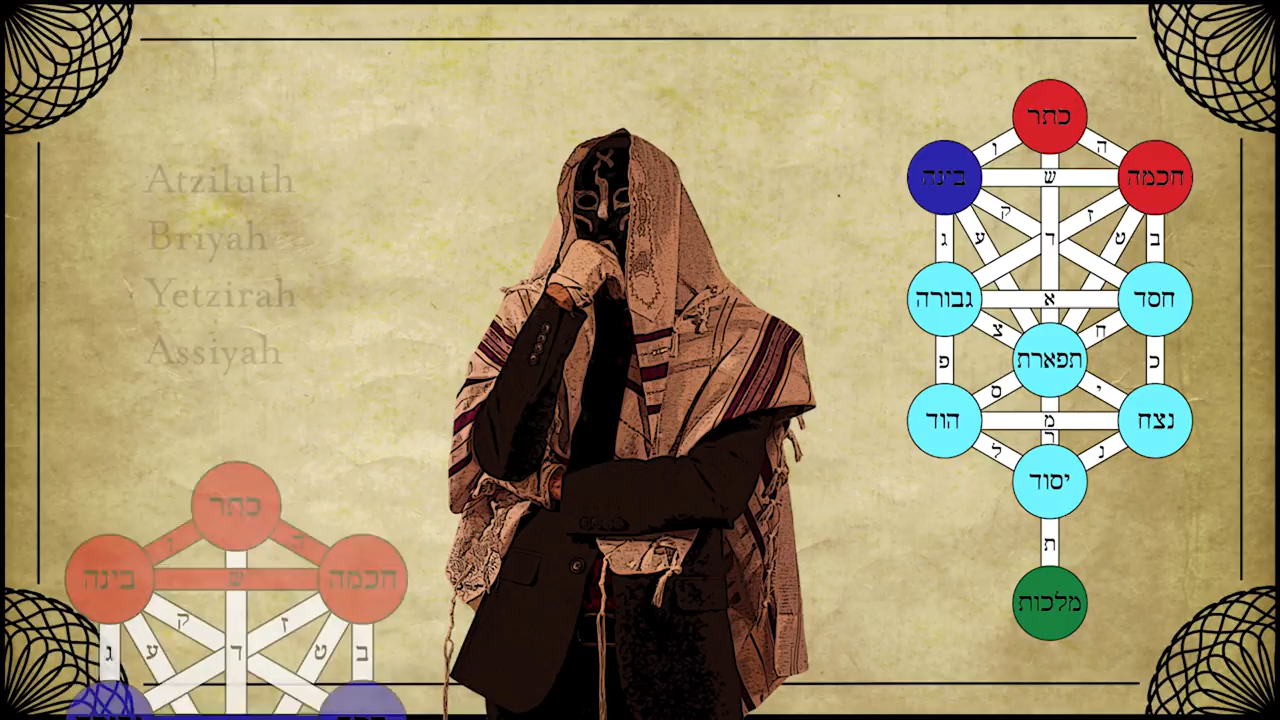 Atziluth
Briyah
Yetzirah
Assiyah
כתר
ו
ה
בינה
ש
חכמה
ק
ז
ג
ע
ד
ט
ב
גבורה
א
חסד
צ
ח
תפארת
פ
כ
ס
י
הוד
מ
נצח
ר
ל
נ
יסוד
ת
מלכות
כתר
ו
ה
בינה
ש
חכמה
ק
ז
ג
ע
ד
ט
ב